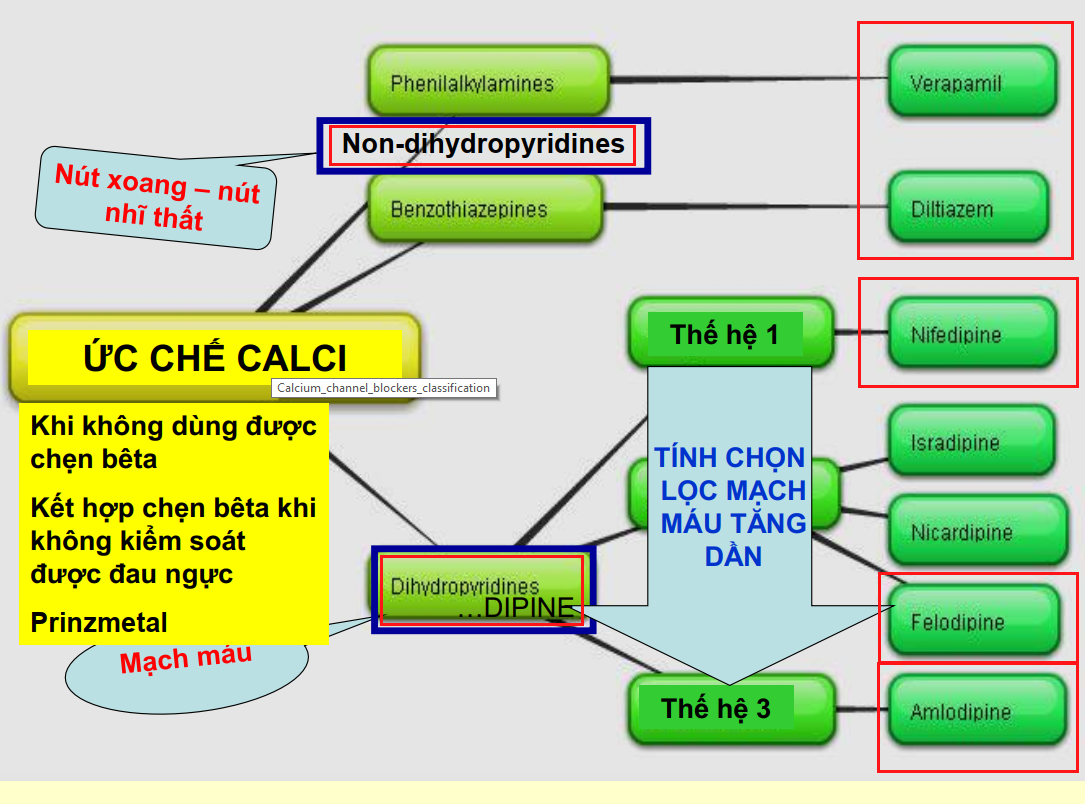 Phenilalkylamines
Verapamil
Non-dihydropyridines
Nút xoang – nút
nhĩ thất
Benzothiazepines
Diltiazem
ỨC CHẾ CALCI
Calcium_channel_blockers_classification
Thế hệ 1
Nifedipine
Khi không dùng được
chẹn bêta
Kết hợp chẹn bêta khi
không kiểm soát
được đau ngực
Prinzmetal
Mạch máu
TÍNH CHỌN
LỌC MẠCH
MÁU TĂNG
DẦN
Isradipine
Nicardipine
Dihydropyridines
...DIPINE
Felodipine
Thế hệ 3
Amlodipine